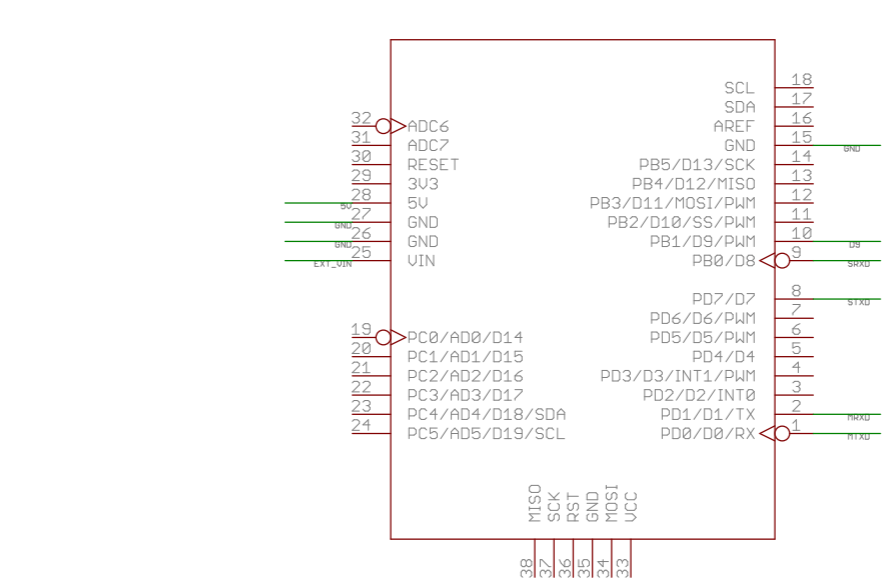 18 SCL
17 SDA
32 ADC6 16 AREF
31 ADC7 15 GND GND
30 RESET 14 PB5/D13/SCK
29 3V3 13 PB4/D12/MISO
5V 28 5V 12 PB3/D11/MOSI/PWM
GND 27 GND 11 PB2/D10/SS/PWM
GND 26 GND 10 PB1/D9/PWM D9
EXT_VIN 25 VIN 9 PB0/D8 SRXD
8 PD7/D7 STXD
7 PD6/D6/PWM
19 PC0/AD0/D14 6 PD5/D5/PWM
20 PC1/AD1/D15 5 PD4/D4
21 PC2/AD2/D16 4 PD3/D3/INT1/PWM
22 PC3/AD3/D17 3 PD2/D2/INT0
23 PC4/AD4/D18/SDA 2 PD1/D1/TX MRXD
24 PC5/AD5/D19/SCL 1 PD0/D0/RX MTXD
MISO SCK RST GND MOSI VCC
38 37 36 35 34 33